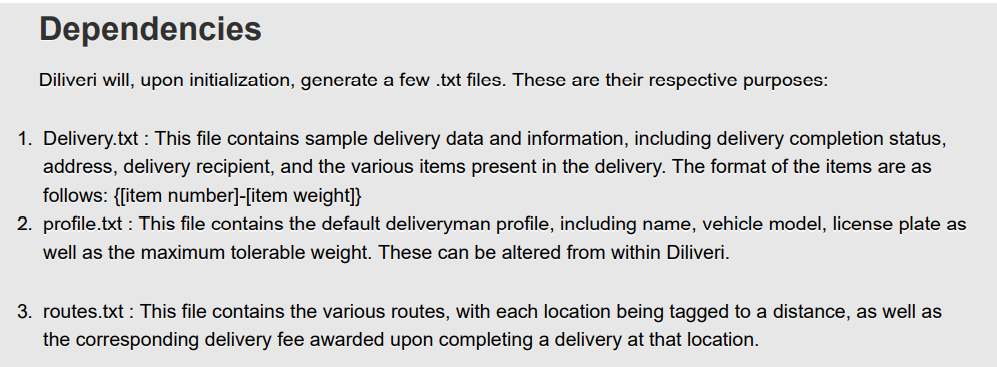 Dependencies
Diliveri will, upon initialization, generate a few .txt files. These are their respective purposes:
1. Delivery.txt : This file contains sample delivery data and information, including delivery completion status,
address, delivery recipient, and the various items present in the delivery. The format of the items are as
follows: {[item number]-[item weight]}
2. profile.txt : This file contains the default deliveryman profile, including name, vehicle model, license plate as
well as the maximum tolerable weight. These can be altered from within Diliveri.
3. routes.txt : This file contains the various routes, with each location being tagged to a distance, as well as
the corresponding delivery fee awarded upon completing a delivery at that location.